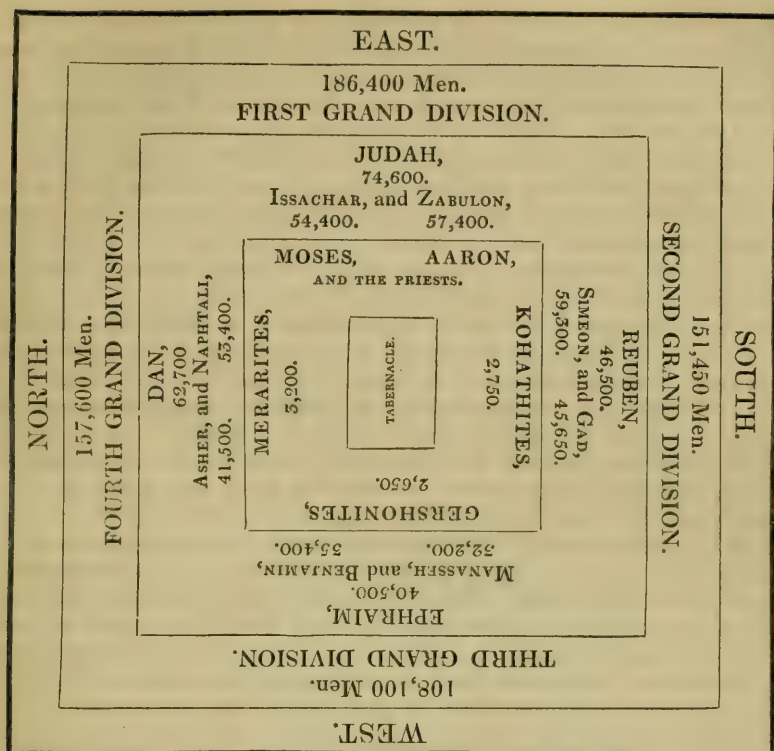 EAST.
186,400 Men.
FIRST GRAND DIVISION.
JUDAH,
74,600.
ISSACHAR, and ZABULON,
54,400. 57,400.
MOSES, AARON,
AND THE PRIESTS.
TABERNACLE.
SOUTH.
151,450 Men.
SECOND GRAND DIVISION.
REUBEN,
46,500.
SIMEON, and GAD,
59,300. 45,650.
KOHATHITES,
2,750.
WEST.
108,100 Men.
THIRD GRAND DIVISION.
EPHRAIM,
40,500.
MANASSEH, and BENJAMIN,
32,200. 35,400.
GERSHONITES,
2,650.
NORTH.
157,600 Men.
FOURTH GRAND DIVISION.
DAN,
62,700
ASHER, and NAPHTALI,
41,500. 53,400.
MERARITES,
3,200.